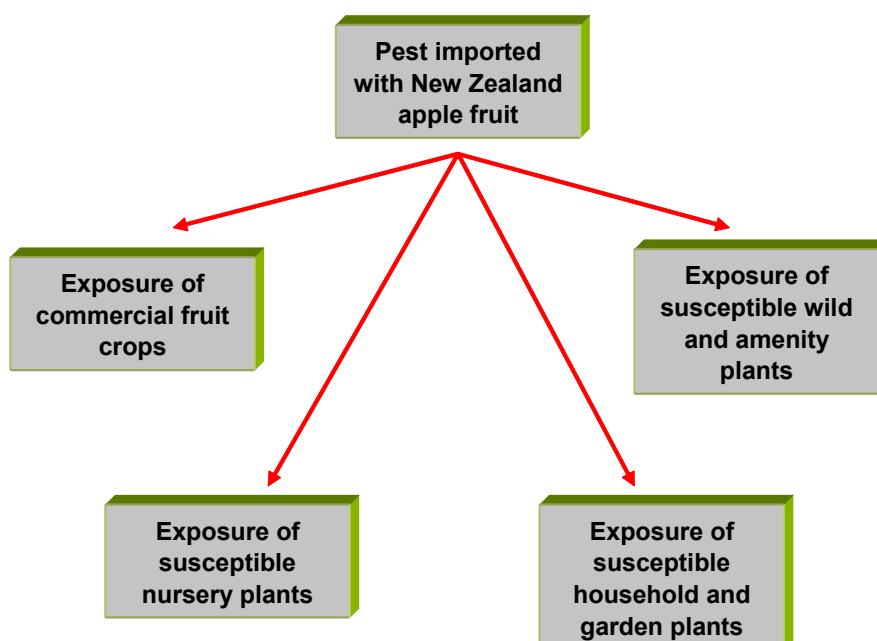 Pest imported
with New Zealand
apple fruit
Exposure of
commercial fruit
crops
Exposure of
susceptible wild
and amenity
plants
Exposure of
susceptible
nursery plants
Exposure of
susceptible
household and
garden plants